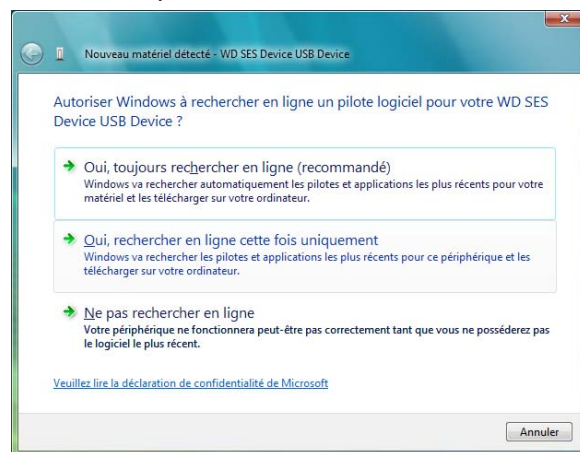 Nouveau matériel détecté - WD SES Device USB Device
Autoriser Windows à rechercher en ligne un pilote logiciel pour votre WD SES
Device USB Device ?
Oui, toujours rechercher en ligne (recommandé)
Windows va rechercher automatiquement les pilotes et applications les plus récents pour votre
matériel et les télécharger sur votre ordinateur.
Oui, rechercher en ligne cette fois uniquement
Windows va rechercher les pilotes et applications les plus récents pour ce périphérique et les
télécharger sur votre ordinateur.
Ne pas rechercher en ligne
Votre périphérique ne fonctionnera peut-être pas correctement tant que vous ne posséderez pas
le logiciel le plus récent.
Veuillez lire la déclaration de confidentialité de Microsoft
Annuler